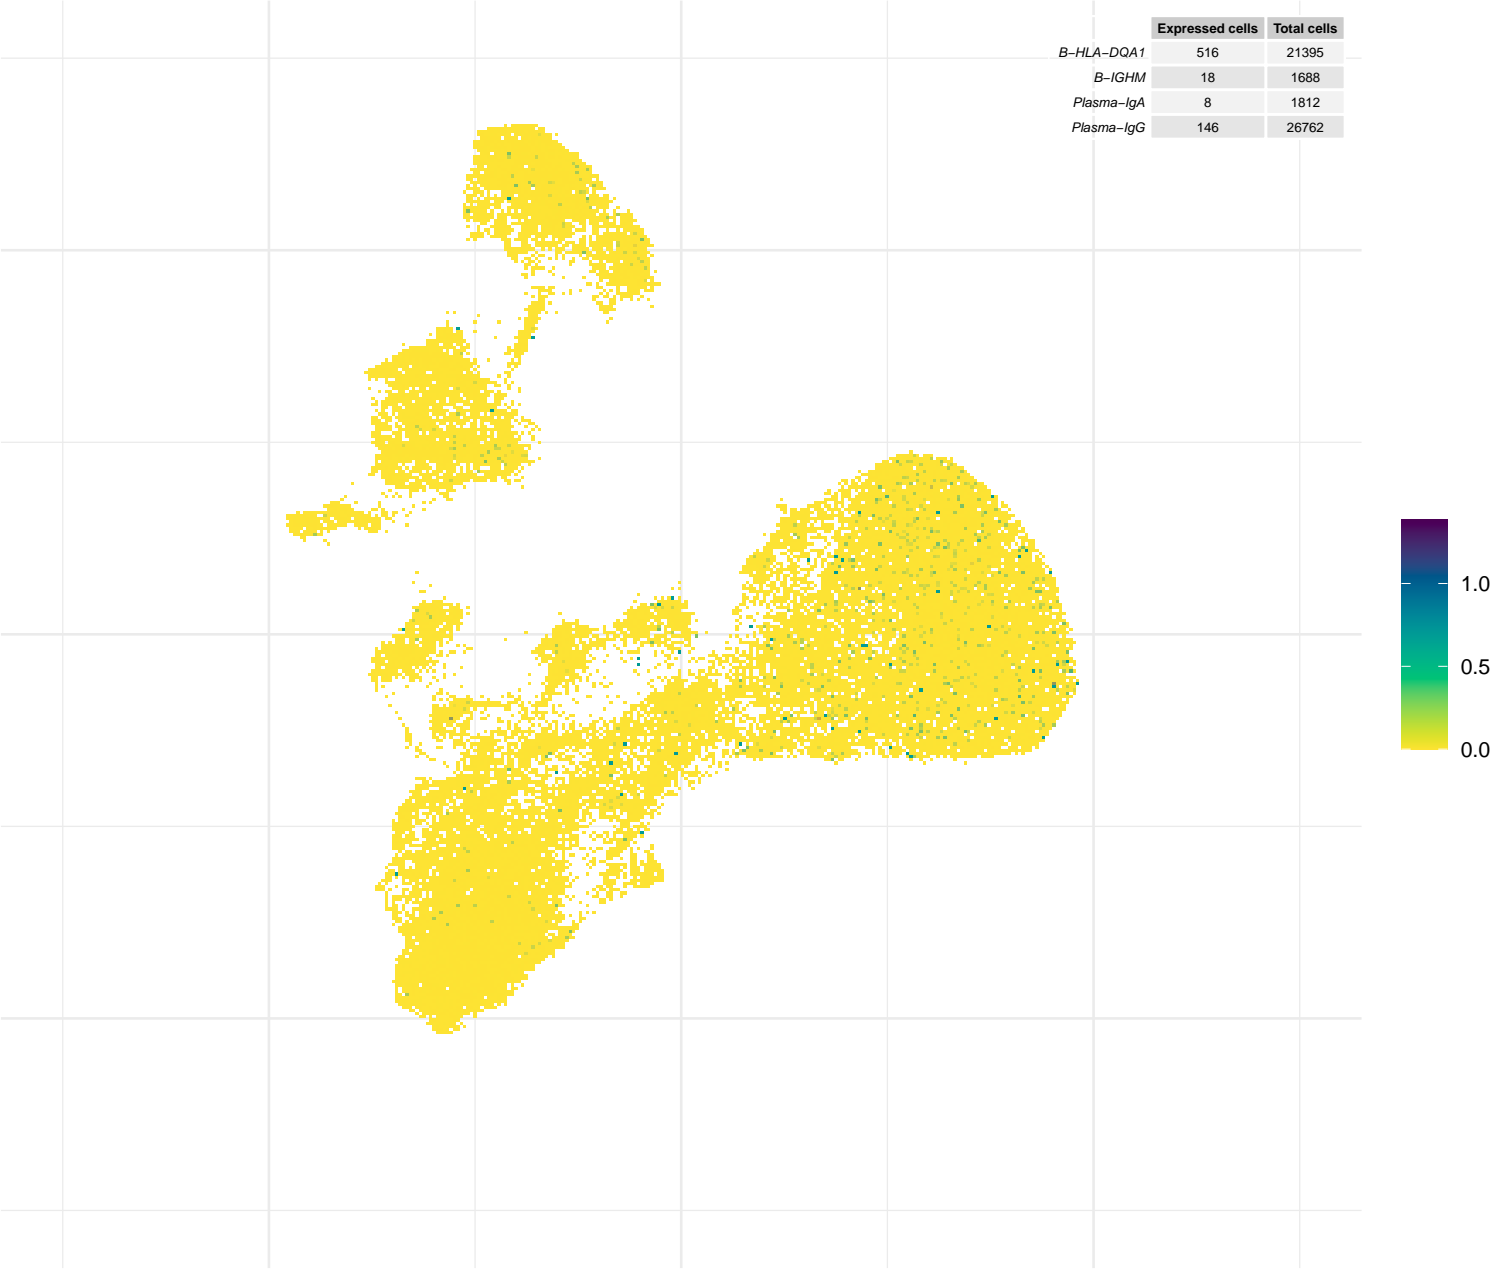 Expressed cells Total cells
B−HLA−DQA1 516 21395
B−IGHM 18 1688
Plasma−IgA 8 1812
Plasma−IgG 146 26762
1.0
0.5
0.0